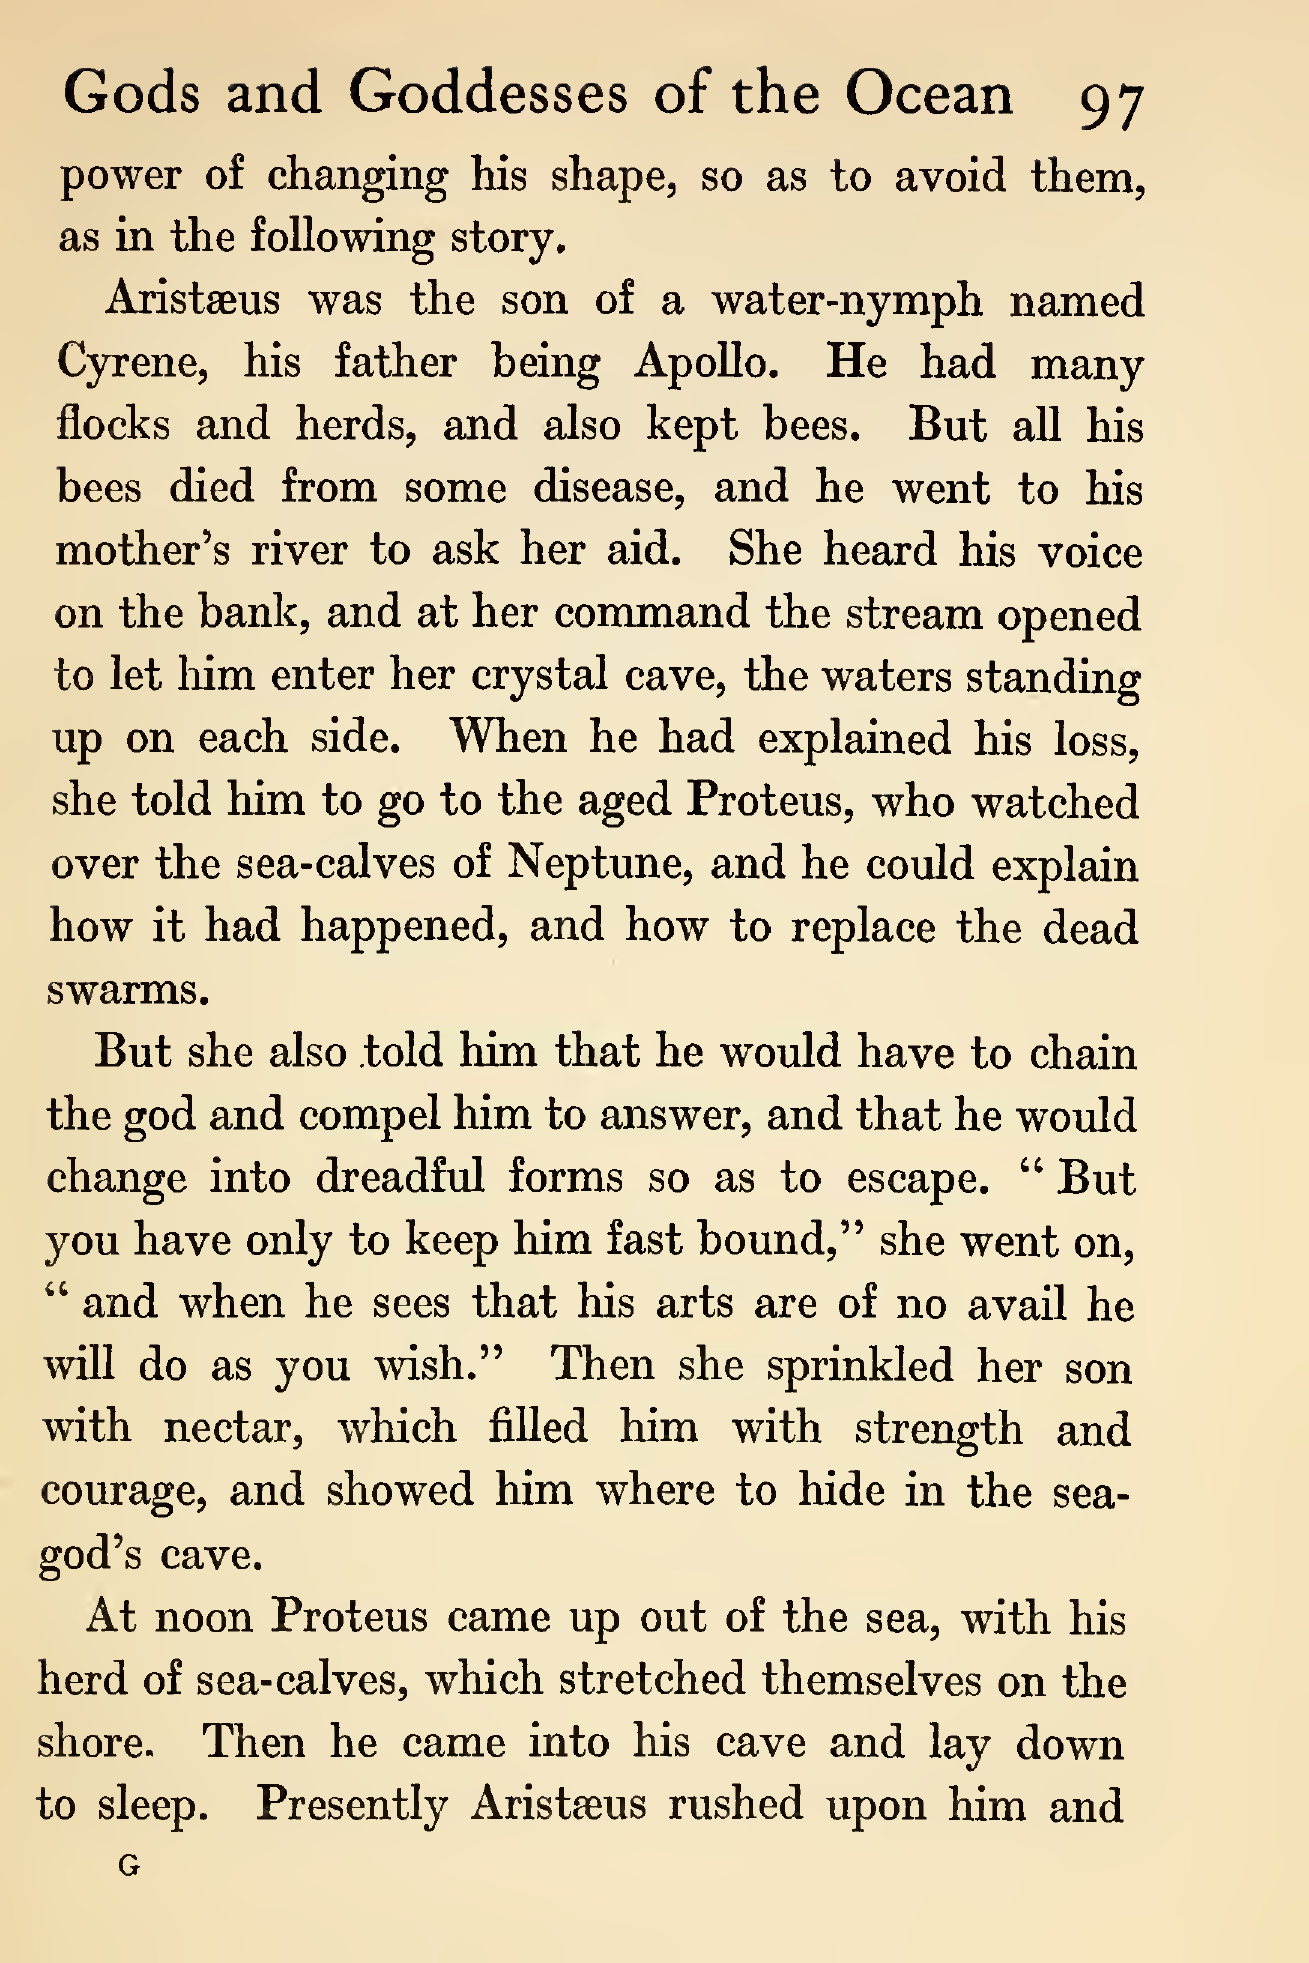 Gods and Goddesses of the Ocean 97
power of changing his shape, so as to avoid them,
as in the following story.
Aristæus was the son of a water-nymph named
Cyrene, his father being Apollo. He had many
flocks and herds, and also kept bees. But all his
bees died from some disease, and he went to his
mother's river to ask her aid. She heard his voice
on the bank, and at her command the stream opened
to let him enter her crystal cave, the waters standing
up on each side. When he had explained his loss,
she told him to go to the aged Proteus, who watched
over the sea-calves of Neptune, and he could explain
how it had happened, and how to replace the dead
swarms.
But she also .told him that he would have to chain
the god and compel him to answer, and that he would
change into dreadful forms so as to escape. “ But
you have only to keep him fast bound,” she went on,
“ and when he sees that his arts are of no avail he
will do as you wish.” Then she sprinkled her son
with nectar, which filled him with strength and
courage, and showed him where to hide in the sea-
god's cave.
At noon Proteus came up out of the sea, with his
herd of sea-calves, which stretched themselves on the
shore. Then he came into his cave and lay down
to sleep. Presently Aristæus rushed upon him and
G